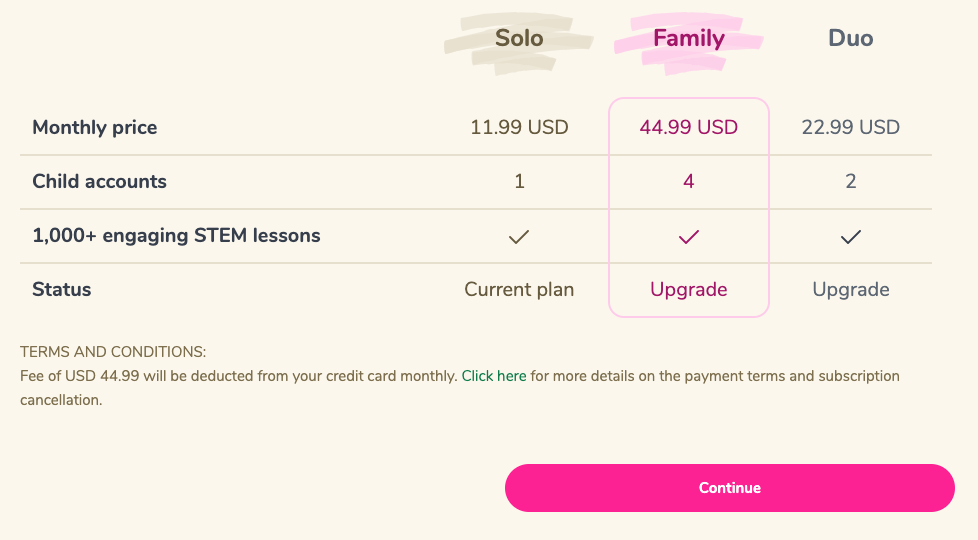 Solo Family Duo
Monthly price 11.99 USD 44.99 USD 22.99 USD
Child accounts 1 4 2
1,000+ engaging STEM lessons
Status Current plan Upgrade Upgrade
TERMS AND CONDITIONS:
Fee of USD 44.99 will be deducted from your credit card monthly. Click here for more details on the payment terms and subscription
cancellation.
Continue